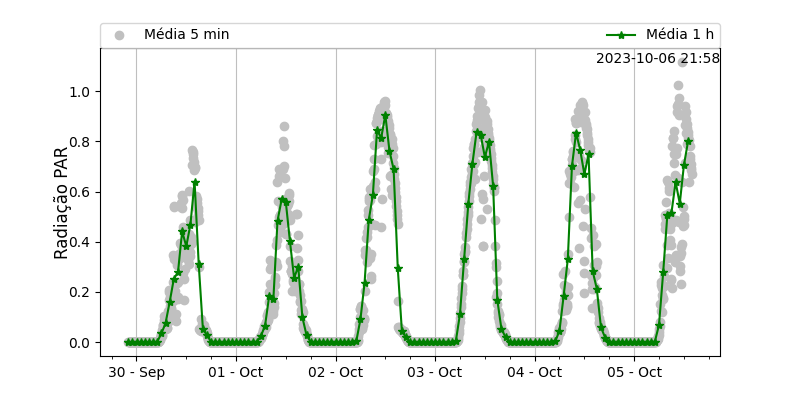 Média 5 min
Média 1 h
2023-10-06 21:58
Radiação PAR
1.0
0.8
0.6
0.4
0.2
0.0
30 - Sep
01 - Oct
02 - Oct
03 - Oct
04 - Oct
05 - Oct